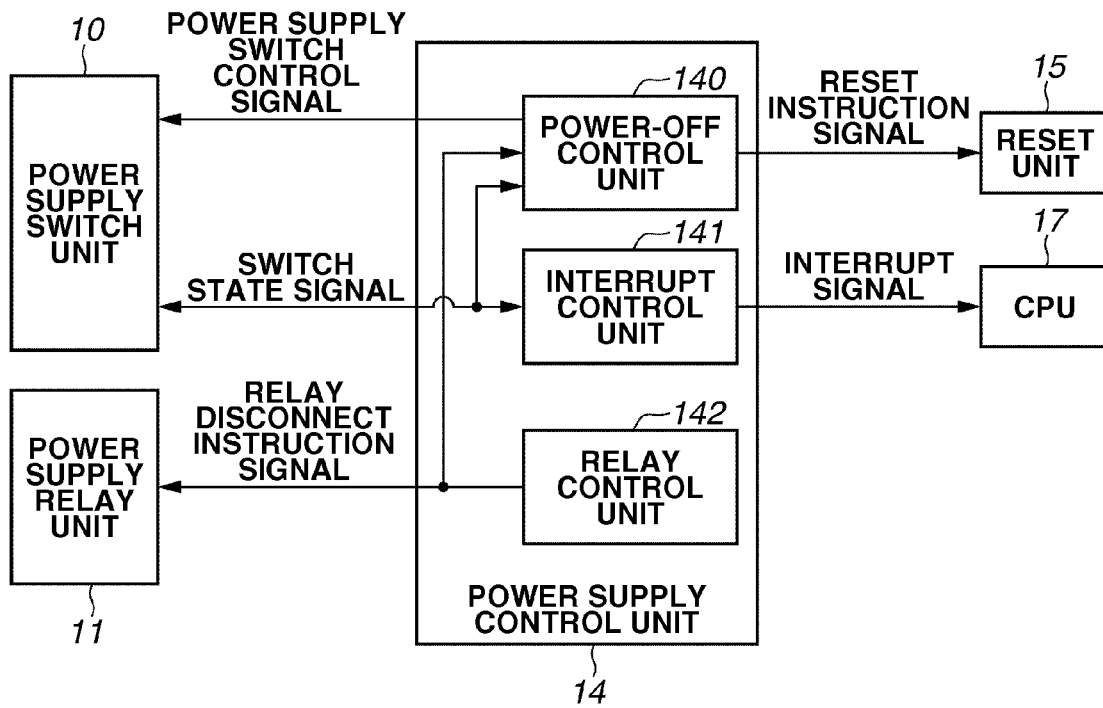 10
POWER SUPPLY
SWITCH
CONTROL
SIGNAL
POWER
SUPPLY
SWITCH
UNIT
SWITCH
STATE SIGNAL
140
POWER-OFF
CONTROL
UNIT
RESET
INSTRUCTION
SIGNAL
15
RESET
UNIT
141
INTERRUPT
CONTROL
UNIT
INTERRUPT
SIGNAL
17
CPU
POWER
SUPPLY
RELAY
UNIT
11
RELAY
DISCONNECT
INSTRUCTION
SIGNAL
142
RELAY
CONTROL
UNIT
POWER SUPPLY
CONTROL UNIT
14